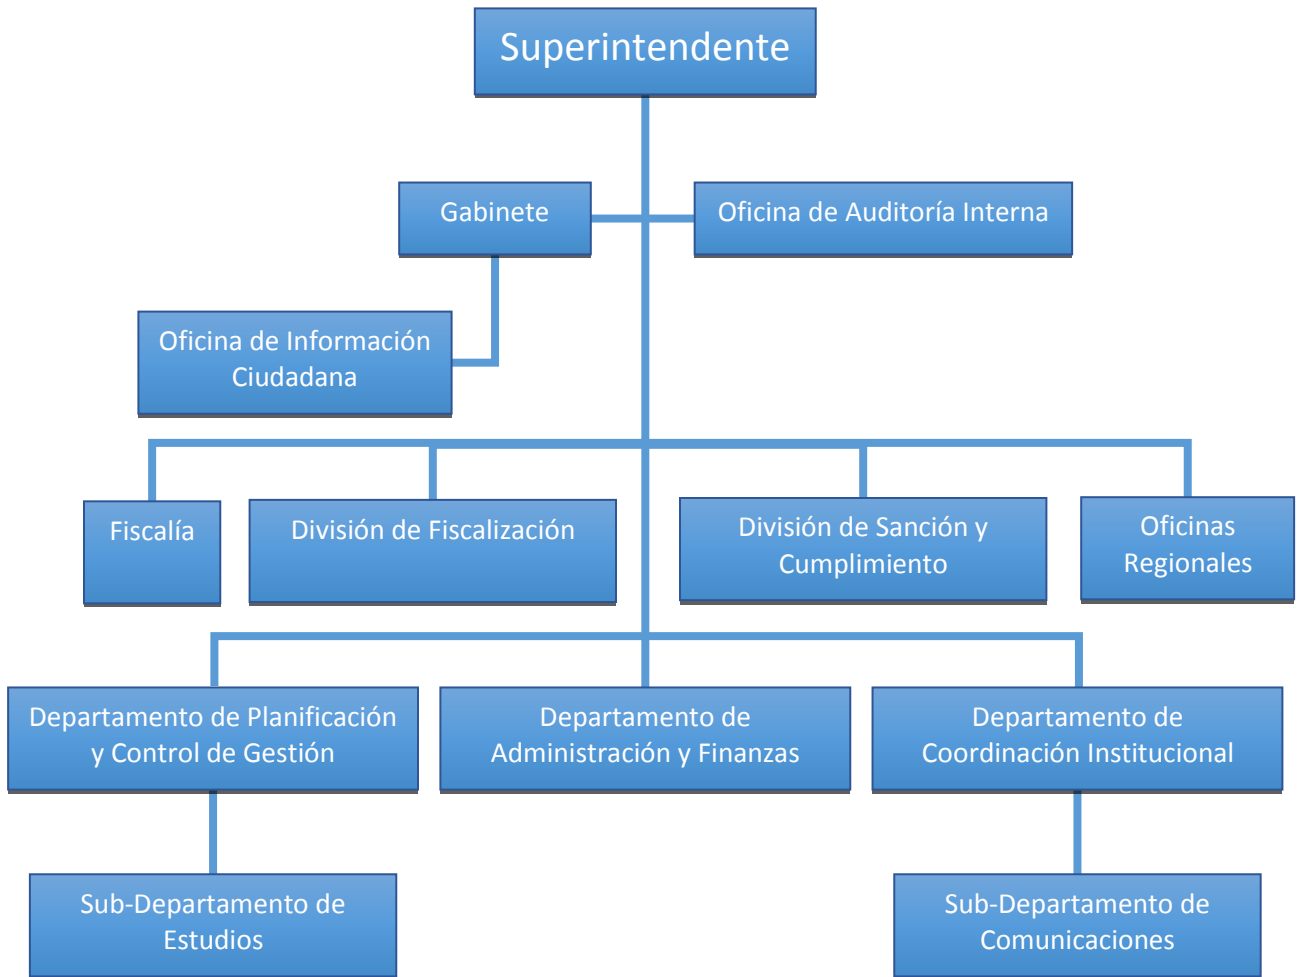 Superintendente
Gabinete
Oficina de Auditoría Interna
Oficina de Información
Ciudadana
Fiscalía
División de Fiscalización
División de Sanción y
Cumplimiento
Oficinas
Regionales
Departamento de Planificación
y Control de Gestión
Departamento de
Administración y Finanzas
Departamento de
Coordinación Institucional
Sub-Departamento de
Estudios
Sub-Departamento de
Comunicaciones